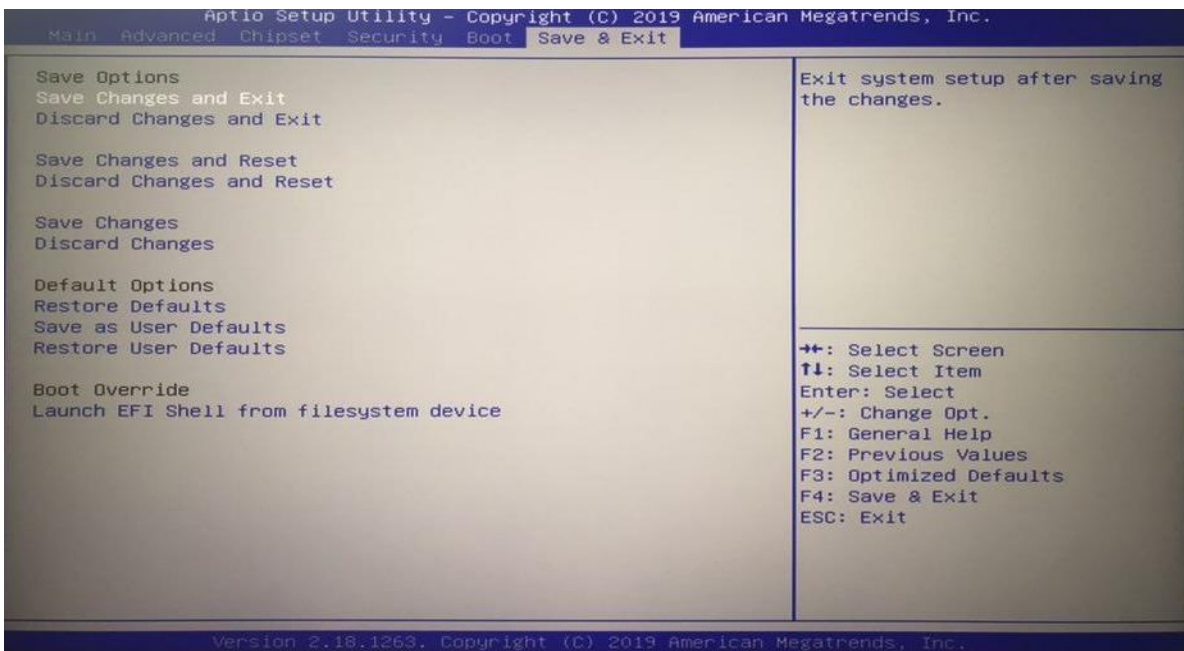 Aptio Setup Utility – Copyright (C) 2019 American Megatrends, Inc.
Main Advanced Chipset Security Boot Save & Exit
Save Options
Save Changes and Exit
Discard Changes and Exit
Save Changes and Reset
Discard Changes and Reset
Save Changes
Discard Changes
Default Options
Restore Defaults
Save as User Defaults
Restore User Defaults
Boot Override
Launch EFI Shell from filesystem device
Exit system setup after saving
the changes.
→←: Select Screen
↑↓: Select Item
Enter: Select
+/-: Change Opt.
F1: General Help
F2: Previous Values
F3: Optimized Defaults
F4: Save & Exit
ESC: Exit
Version 2.18.1263. Copyright (C) 2019 American Megatrends, Inc.